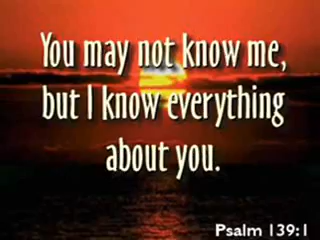 You may not know me,
but I know everything
about you.
Psalm 139:1